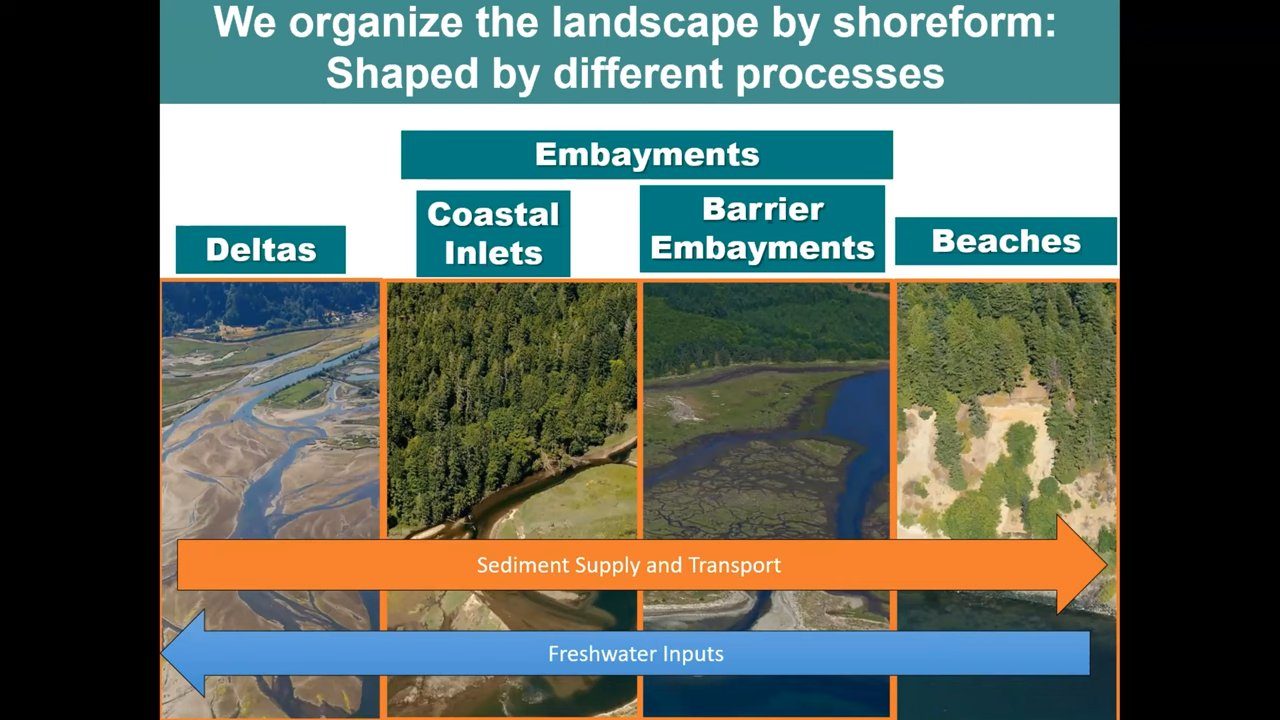 We organize the landscape by shoreform:
Shaped by different processes
Embayments
Deltas
Coastal
Inlets
Barrier
Embayments
Beaches
Sediment Supply and Transport
Freshwater Inputs